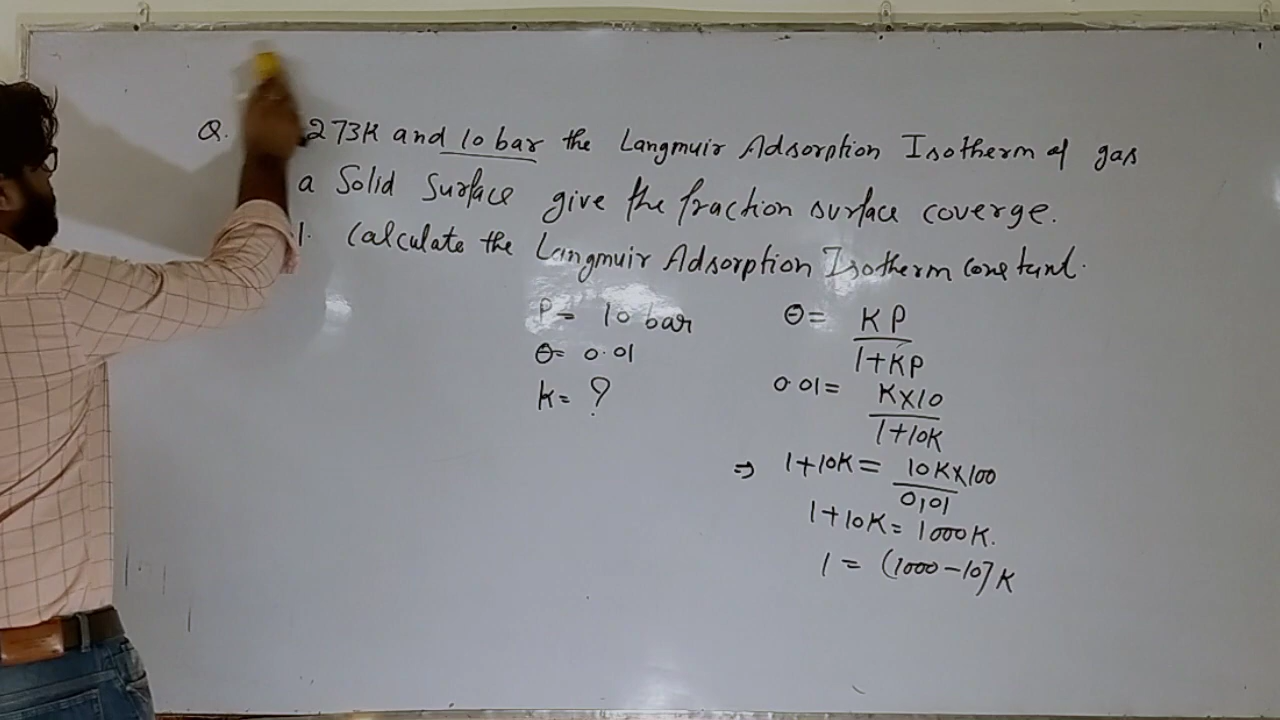 Q. 273K and 10 bar the Langmuir Adsorption Isotherm of gas
a Solid Surface give the fraction surface coverge.
1. Calculate the Langmuir Adsorption Isotherm constant.
P= 10 bar
θ= 0.01
K= ?
θ= KP / 1+KP
0.01= K×10 / 1+10K
⇒ 1+10K= 10K×100 / 0,01
1+10K= 1000K.
1 = (1000-10)K